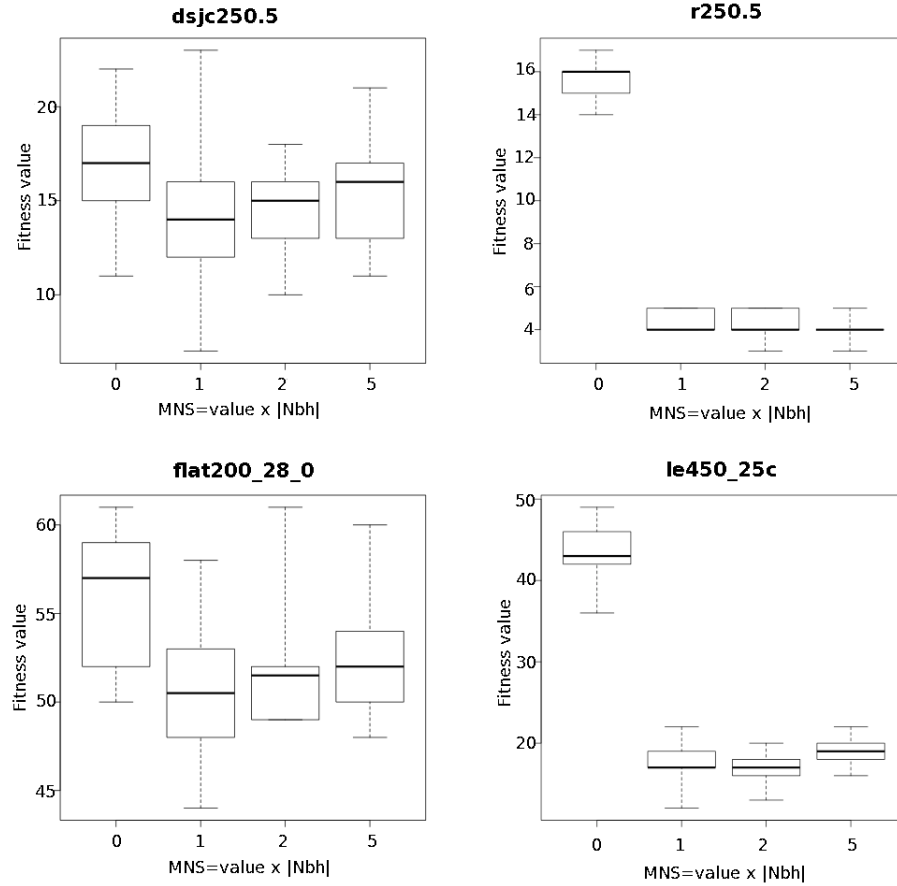 dsjc250.5
r250.5
Fitness value
20
15
10
0 1 2 5
MNS=value x |Nbh|
Fitness value
16
14
12
10
8
6
4
0 1 2 5
MNS=value x |Nbh|
flat200_28_0
le450_25c
Fitness value
60
55
50
45
0 1 2 5
MNS=value x |Nbh|
Fitness value
50
40
30
20
0 1 2 5
MNS=value x |Nbh|